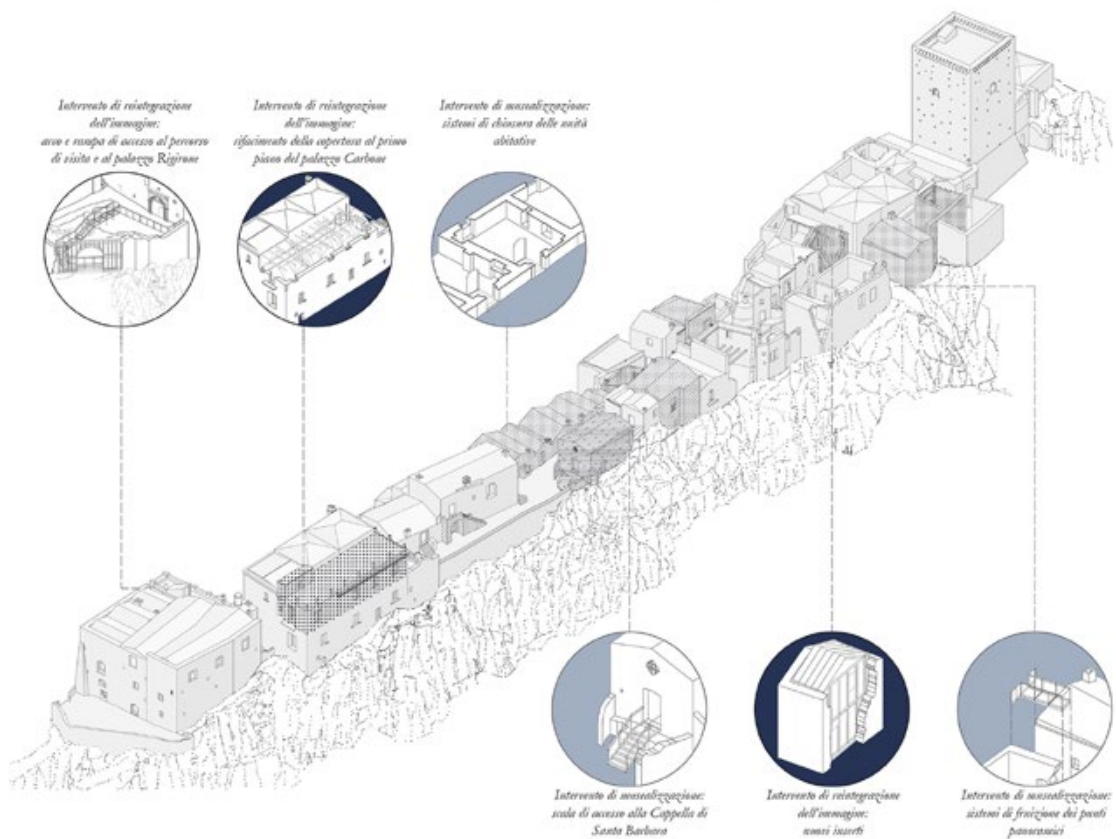 Intervento di reintegrazione
dell'immagine:
arco e rampa di accesso al percorso
di visita e al palazzo Rigirone
Intervento di reintegrazione
dell'immagine:
rifacimento della copertura al primo
piano del palazzo Carbone
Intervento di musealizzazione:
sistemi di chiusura delle unità
abitative
Intervento di musealizzazione:
scala di accesso alla Cappella di
Santa Barbara
Intervento di reintegrazione
dell'immagine:
nuovi inserti
Intervento di musealizzazione:
sistemi di fruizione dei punti
panoramici